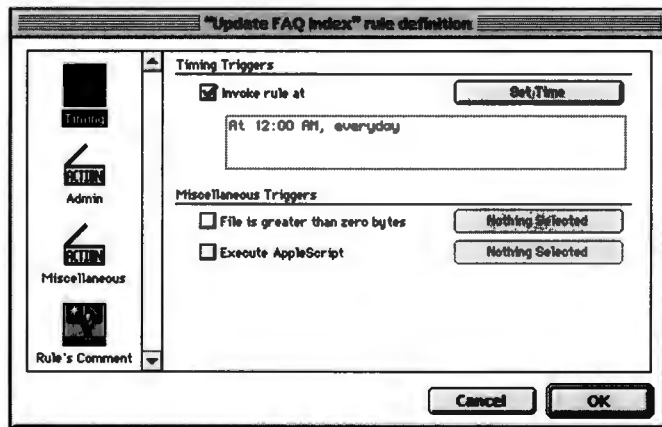 "Update FAQ Index" rule definition
Timing Triggers
Invoke rule at
Set Time
At 12:00 AM, everyday
Timing
ACTION
Admin
Miscellaneous Triggers
File is greater than zero bytes
Nothing Selected
Execute AppleScript
Nothing Selected
ACTION
Miscellaneous
Rule's Comment
Cancel
OK